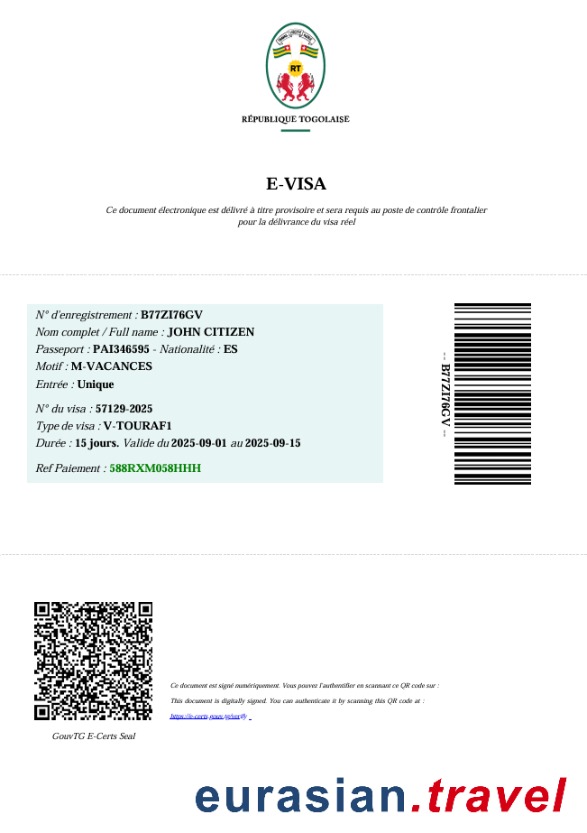 RT
RÉPUBLIQUE TOGOLAISE
E-VISA
Ce document électronique est délivré à titre provisoire et sera requis au poste de contrôle frontalier
pour la délivrance du visa réel
N° d'enregistrement : B77ZI76GV
Nom complet / Full name : JOHN CITIZEN
Passeport : PAI346595 - Nationalité : ES
Motif : M-VACANCES
Entrée : Unique
N° du visa : 57129-2025
Type de visa : V-TOURAF1
Durée : 15 jours. Valide du 2025-09-01 au 2025-09-15
Ref Paiement : 588RXM058HHH
-- B77ZI76GV --
Ce document est signé numériquement. Vous pouvez l'authentifier en scannant ce QR code sur :
This document is digitally signed. You can authenticate it by scanning this QR code at :
https://e-certs.gouv.tg/verify
GouvTG E-Certs Seal
eurasian.travel